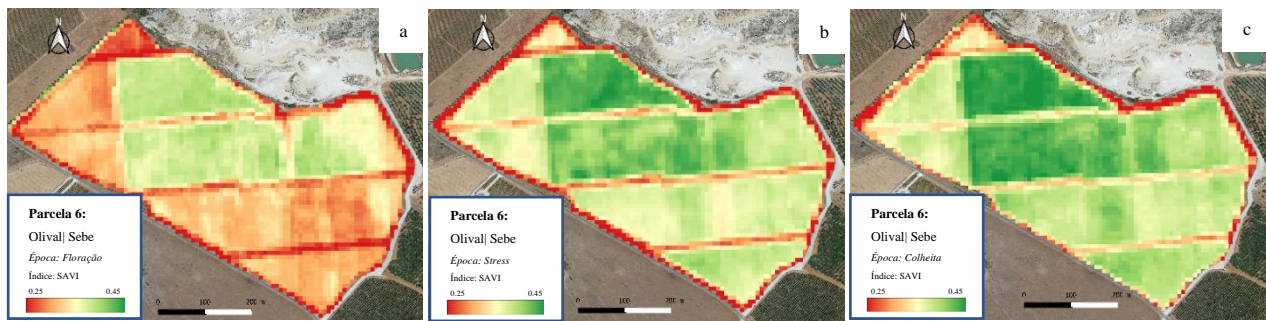 N
a
Parcela 6:
Olival| Sebe
Época: Floração
Índice: SAVI
0.25 0.45
0 100 200 m
N
b
Parcela 6:
Olival| Sebe
Época: Stress
Índice: SAVI
0.25 0.45
0 100 200 m
N
c
Parcela 6:
Olival| Sebe
Época: Colheita
Índice: SAVI
0.25 0.45
0 100 200 m